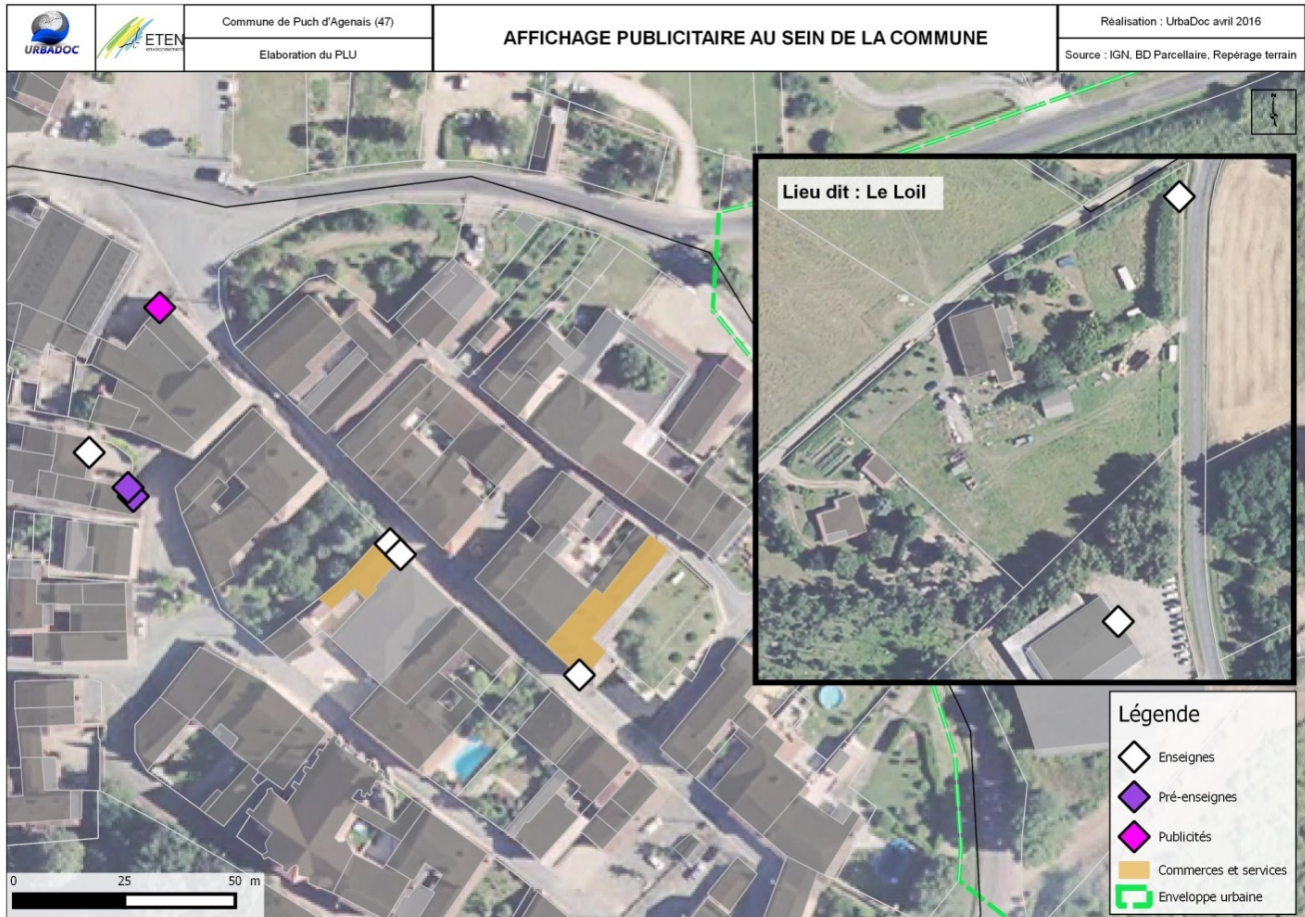 URBADOC
ETEN
Commune de Puch d'Agenais (47)
Elaboration du PLU
AFFICHAGE PUBLICITAIRE AU SEIN DE LA COMMUNE
Réalisation : UrbaDoc avril 2016
Source : IGN, BD Parcellaire, Repérage terrain
N
Lieu dit : Le Loil
Légende
Enseignes
Pré-enseignes
Publicités
Commerces et services
Enveloppe urbaine
0 25 50 m